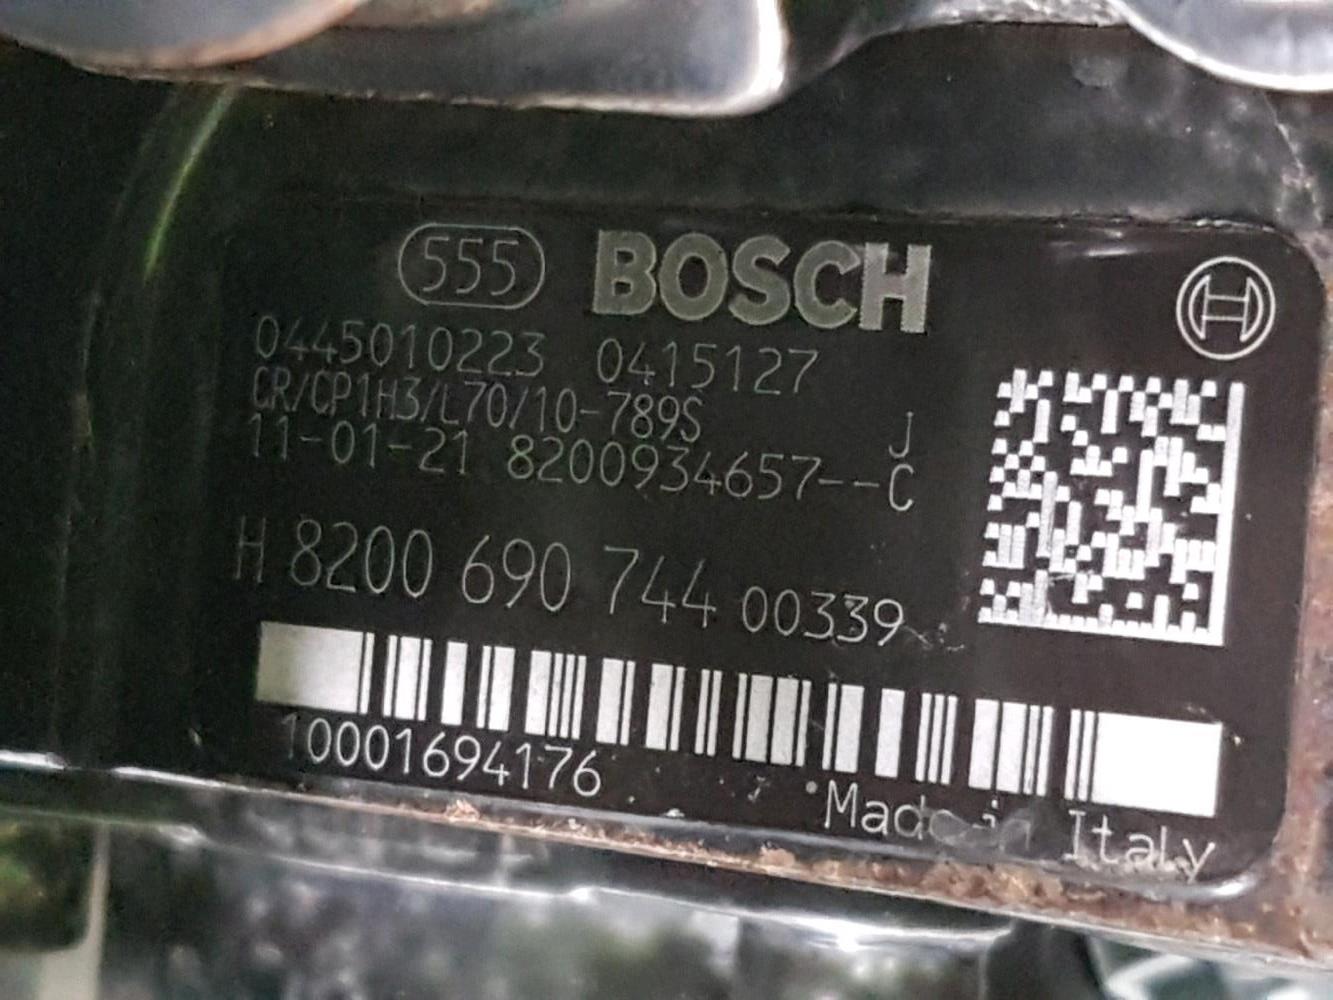 555 BOSCH
0445010223 0415127
CR/CP1H3/L70/10-789S J
11-01-21 8200934657--C
H 8200 690 744 00339
10001694176
Made in Italy